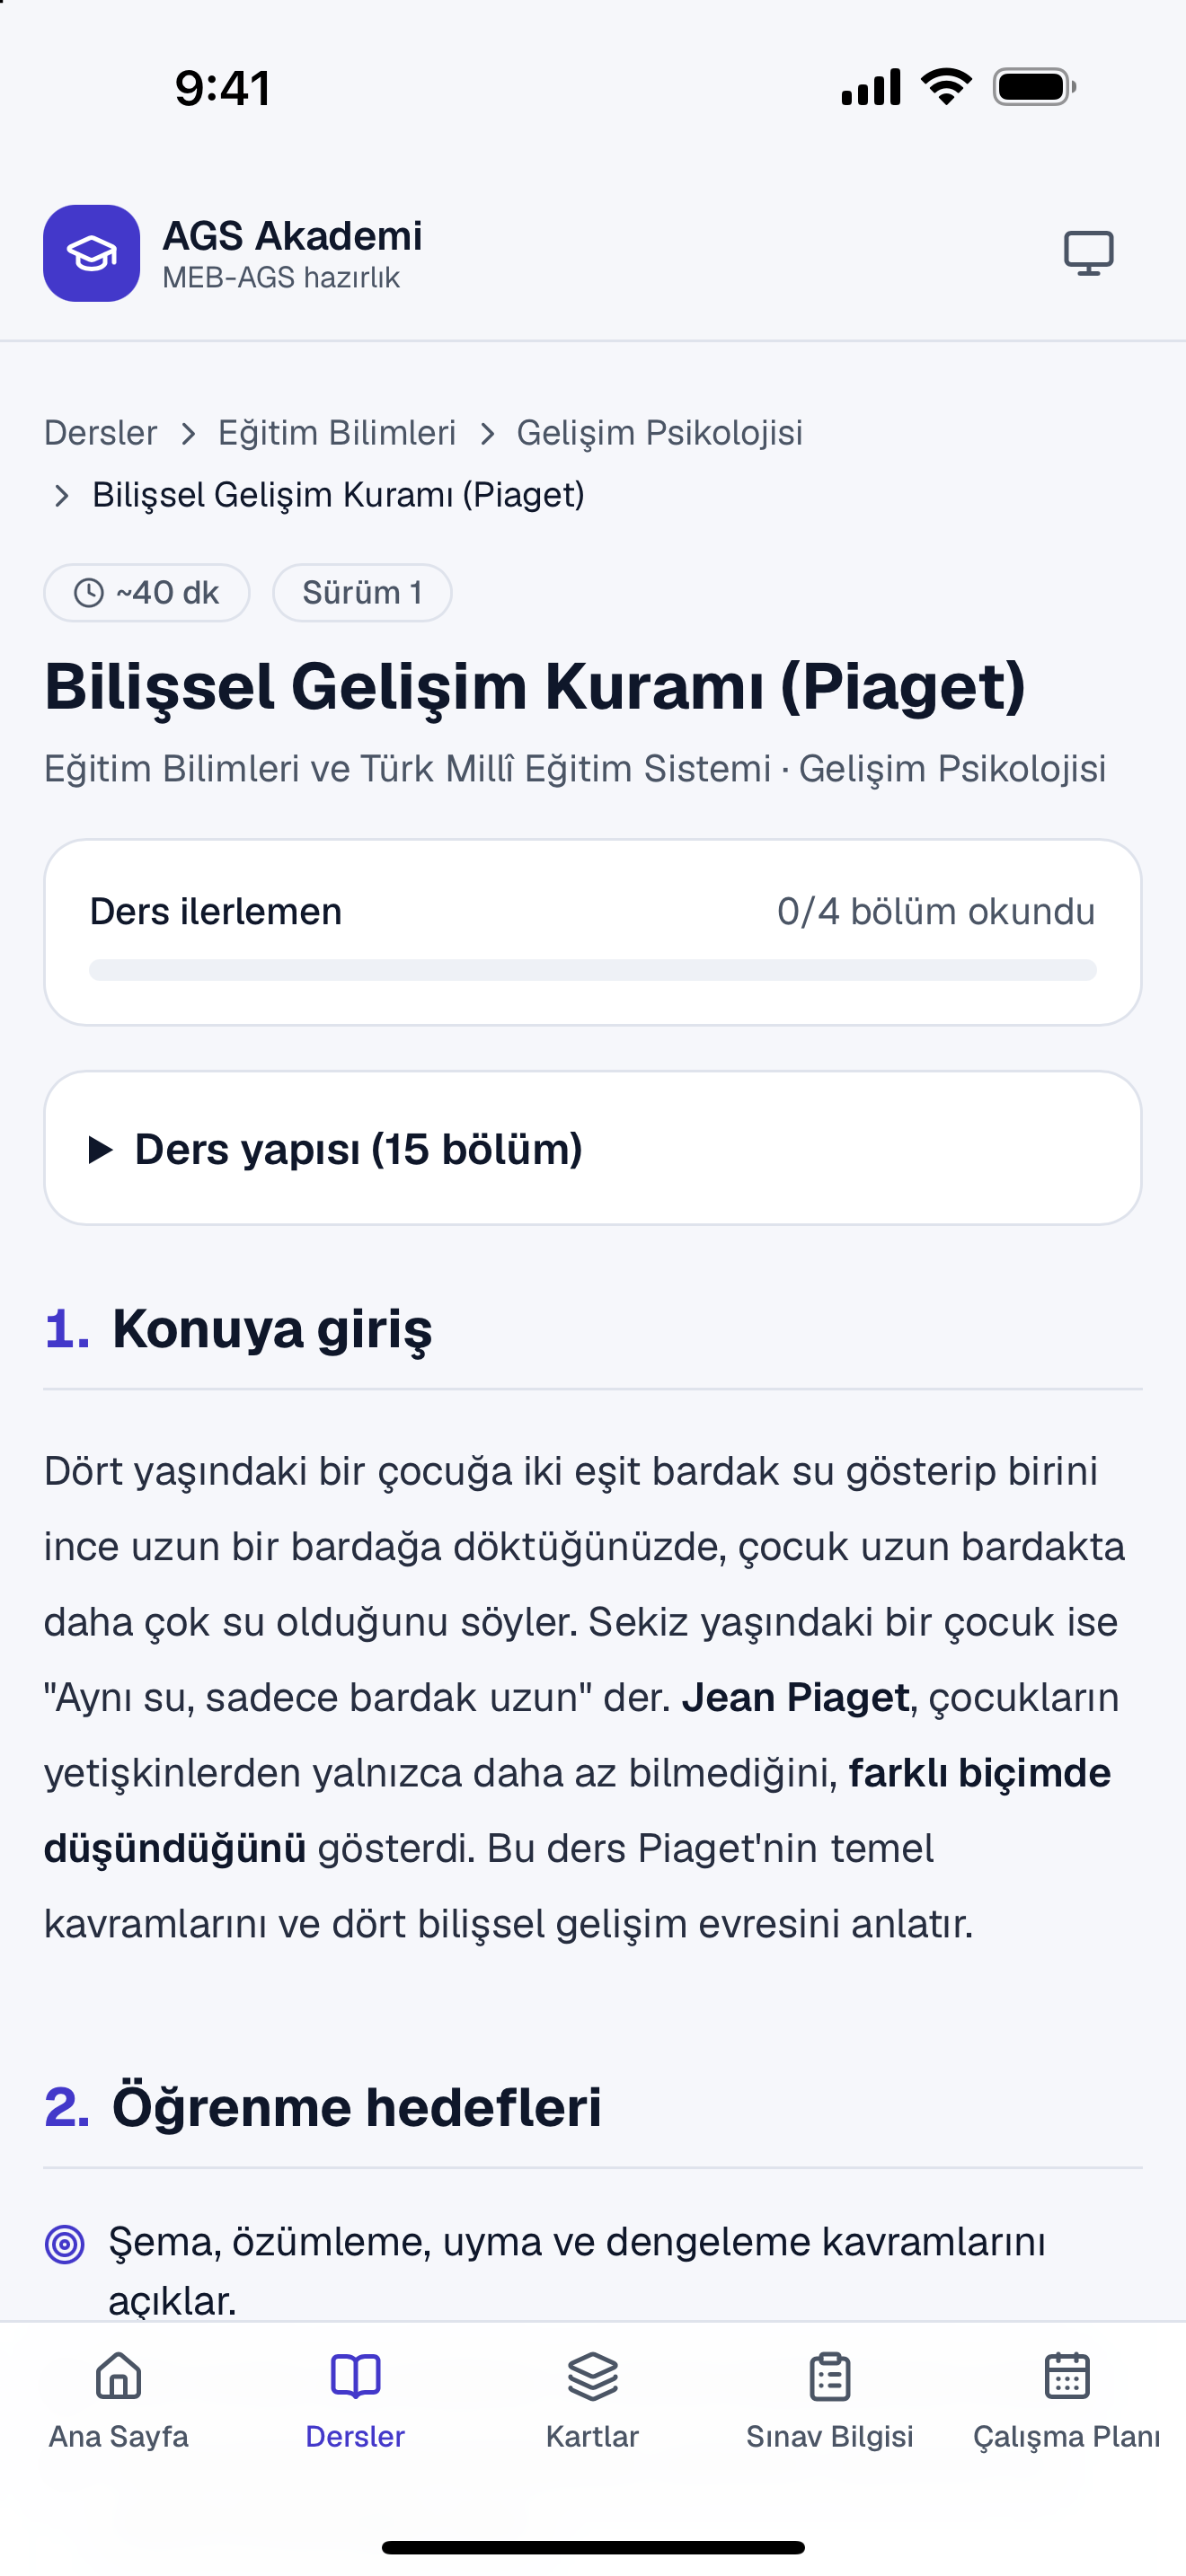 9:41
AGS Akademi
MEB-AGS hazırlık
Dersler > Eğitim Bilimleri > Gelişim Psikolojisi
> Bilişsel Gelişim Kuramı (Piaget)
~40 dk Sürüm 1
Bilişsel Gelişim Kuramı (Piaget)
Eğitim Bilimleri ve Türk Millî Eğitim Sistemi · Gelişim Psikolojisi
Ders ilerlemen 0/4 bölüm okundu
Ders yapısı (15 bölüm)
1. Konuya giriş
Dört yaşındaki bir çocuğa iki eşit bardak su gösterip birini
ince uzun bir bardağa döktüğünüzde, çocuk uzun bardakta
daha çok su olduğunu söyler. Sekiz yaşındaki bir çocuk ise
"Aynı su, sadece bardak uzun" der. Jean Piaget, çocukların
yetişkinlerden yalnızca daha az bilmediğini, farklı biçimde
düşündüğünü gösterdi. Bu ders Piaget'nin temel
kavramlarını ve dört bilişsel gelişim evresini anlatır.
2. Öğrenme hedefleri
Şema, özümleme, uyma ve dengeleme kavramlarını
açıklar.
Ana Sayfa Dersler Kartlar Sınav Bilgisi Çalışma Planı